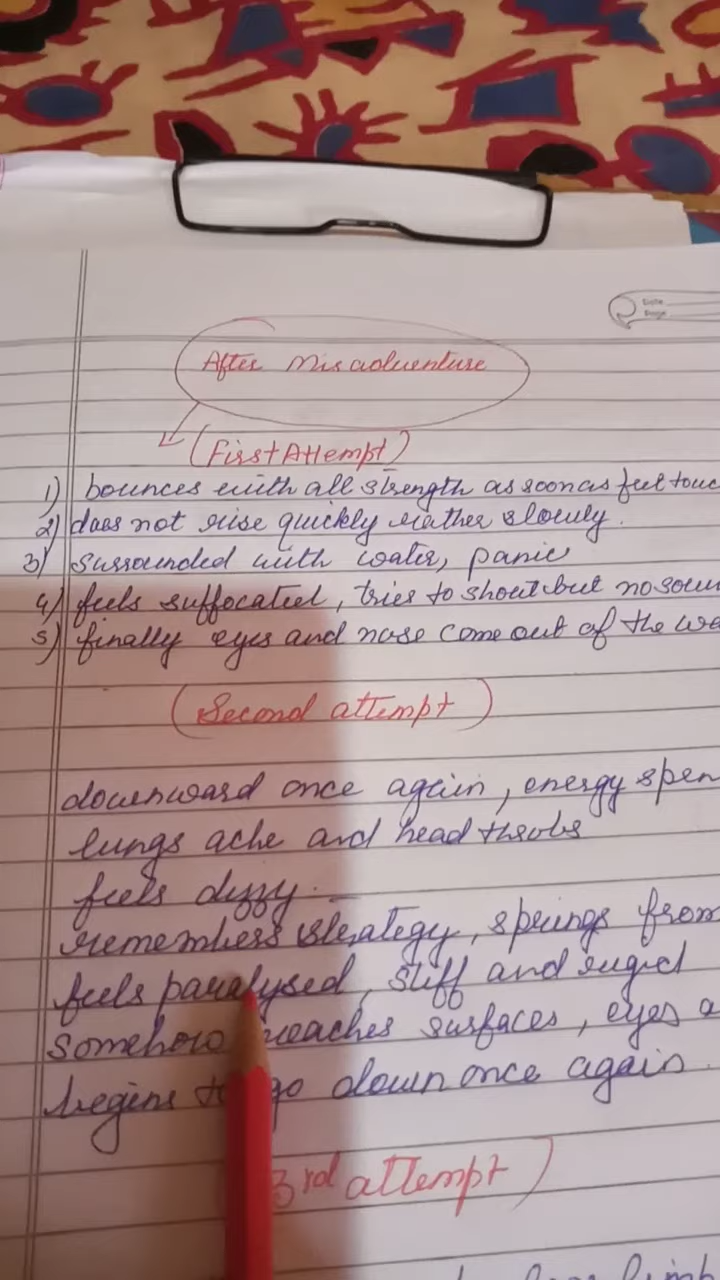 Date
Page
After Misadventure
(First Attempt)
1) bounces with all strength as soon as feet touc
2) does not rise quickly rather slowly.
3) surrounded with water, panic
4) feels suffocated, tries to shout but no soun
5) finally eyes and nose come out of the wa
(Second attempt)
downward once again, energy spen
lungs ache and head throbs
feels dizzy.
remembers strategy, springs from
feels paralysed, stiff and rigid
somehow reaches surfaces, eyes a
begins to go down once again.
3rd attempt)